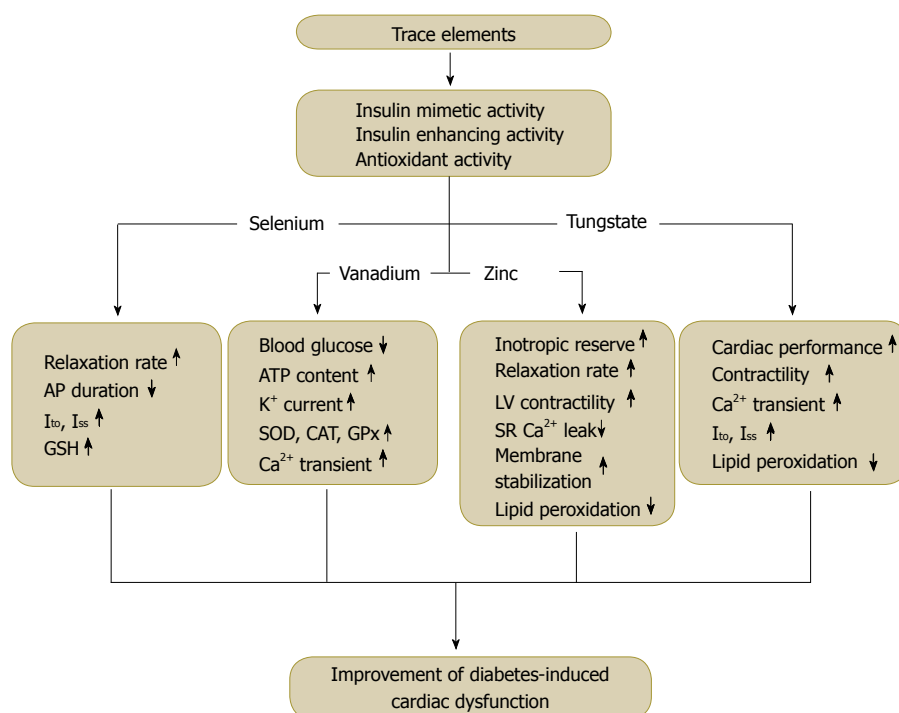 Trace elements
Insulin mimetic activity
Insulin enhancing activity
Antioxidant activity
Selenium
Tungstate
Vanadium
Zinc
Relaxation rate ↑
AP duration ↓
Ito, Iss ↑
GSH ↑
Blood glucose ↓
ATP content ↑
K⁺ current ↑
SOD, CAT, GPx ↑
Ca²⁺ transient ↑
Inotropic reserve ↑
Relaxation rate ↑
LV contractility ↑
SR Ca²⁺ leak ↓
Membrane
stabilization ↑
Lipid peroxidation ↓
Cardiac performance ↑
Contractility ↑
Ca²⁺ transient ↑
Ito, Iss ↑
Lipid peroxidation ↓
Improvement of diabetes-induced
cardiac dysfunction